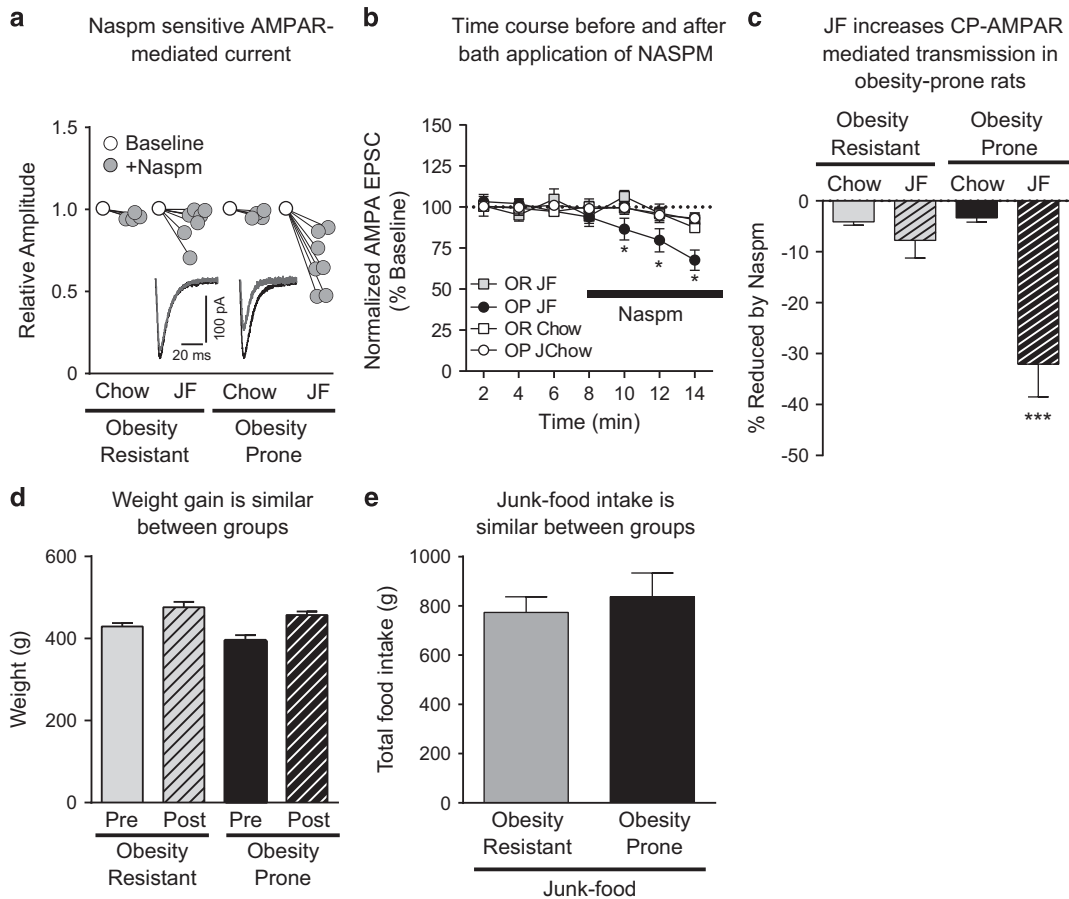 a
Naspm sensitive AMPAR-
mediated current
1.5
1.0
0.5
0
Relative Amplitude
Baseline
+Naspm
100 pA
20 ms
Chow JF Chow JF
Obesity
Resistant
Obesity
Prone
b
Time course before and after
bath application of NASPM
150
125
100
75
50
25
0
Normalized AMPA EPSC
(% Baseline)
* * *
OR JF
OP JF
OR Chow
OP JChow
Naspm
2 4 6 8 10 12 14
Time (min)
c
JF increases CP-AMPAR
mediated transmission in
obesity-prone rats
Obesity
Resistant
Obesity
Prone
Chow JF Chow JF
0
-10
-20
-30
-40
-50
% Reduced by Naspm
***
d
Weight gain is similar
between groups
600
400
200
0
Weight (g)
Pre Post Pre Post
Obesity
Resistant
Obesity
Prone
e
Junk-food intake is
similar between groups
1000
800
600
400
200
0
Total food intake (g)
Obesity
Resistant
Obesity
Prone
Junk-food